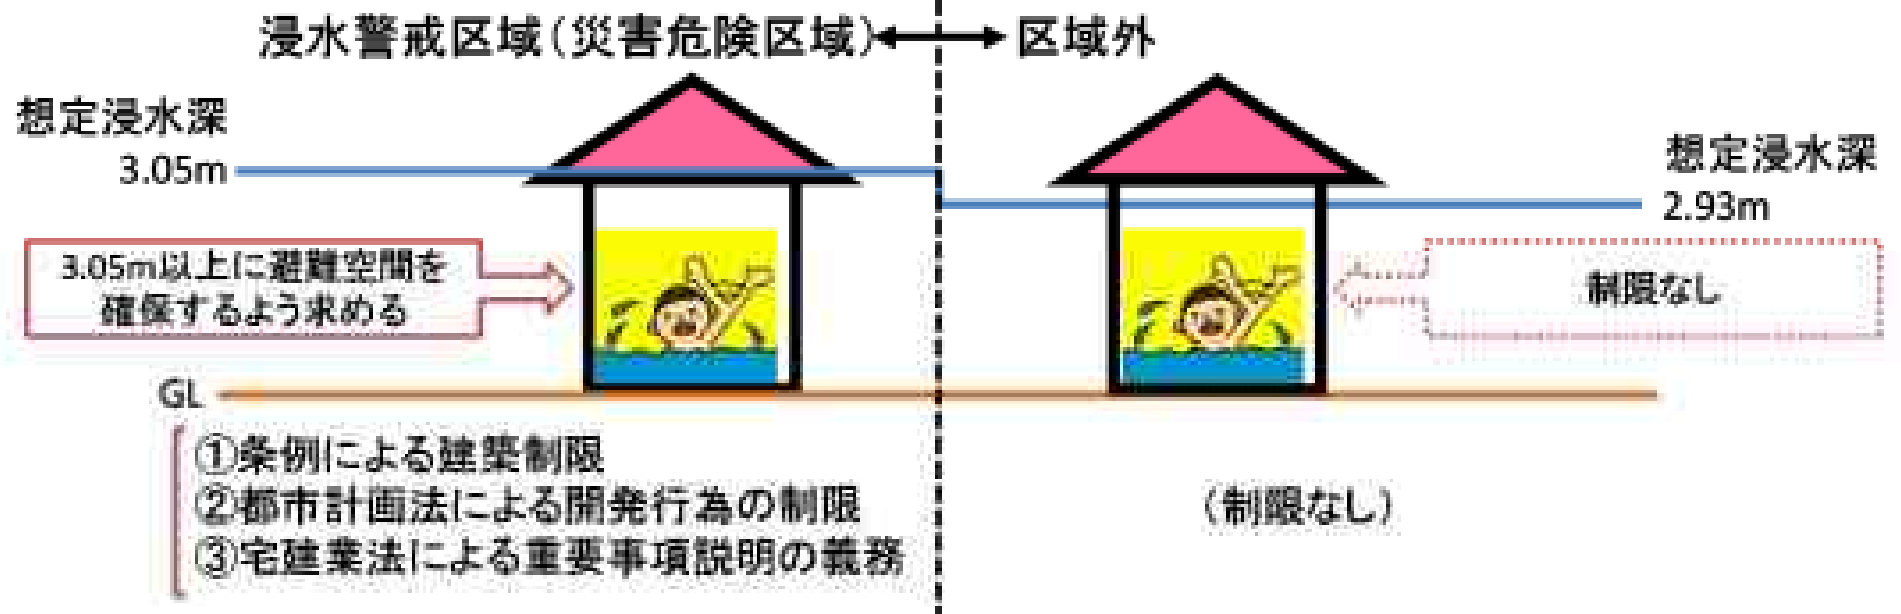 浸水警戒区域(災害危険区域)
区域外
想定浸水深
3.05m
想定浸水深
2.93m
3.05m以上に避難空間を
確保するよう求める
制限なし
GL
①条例による建築制限
②都市計画法による開発行為の制限
③宅建業法による重要事項説明の義務
(制限なし)